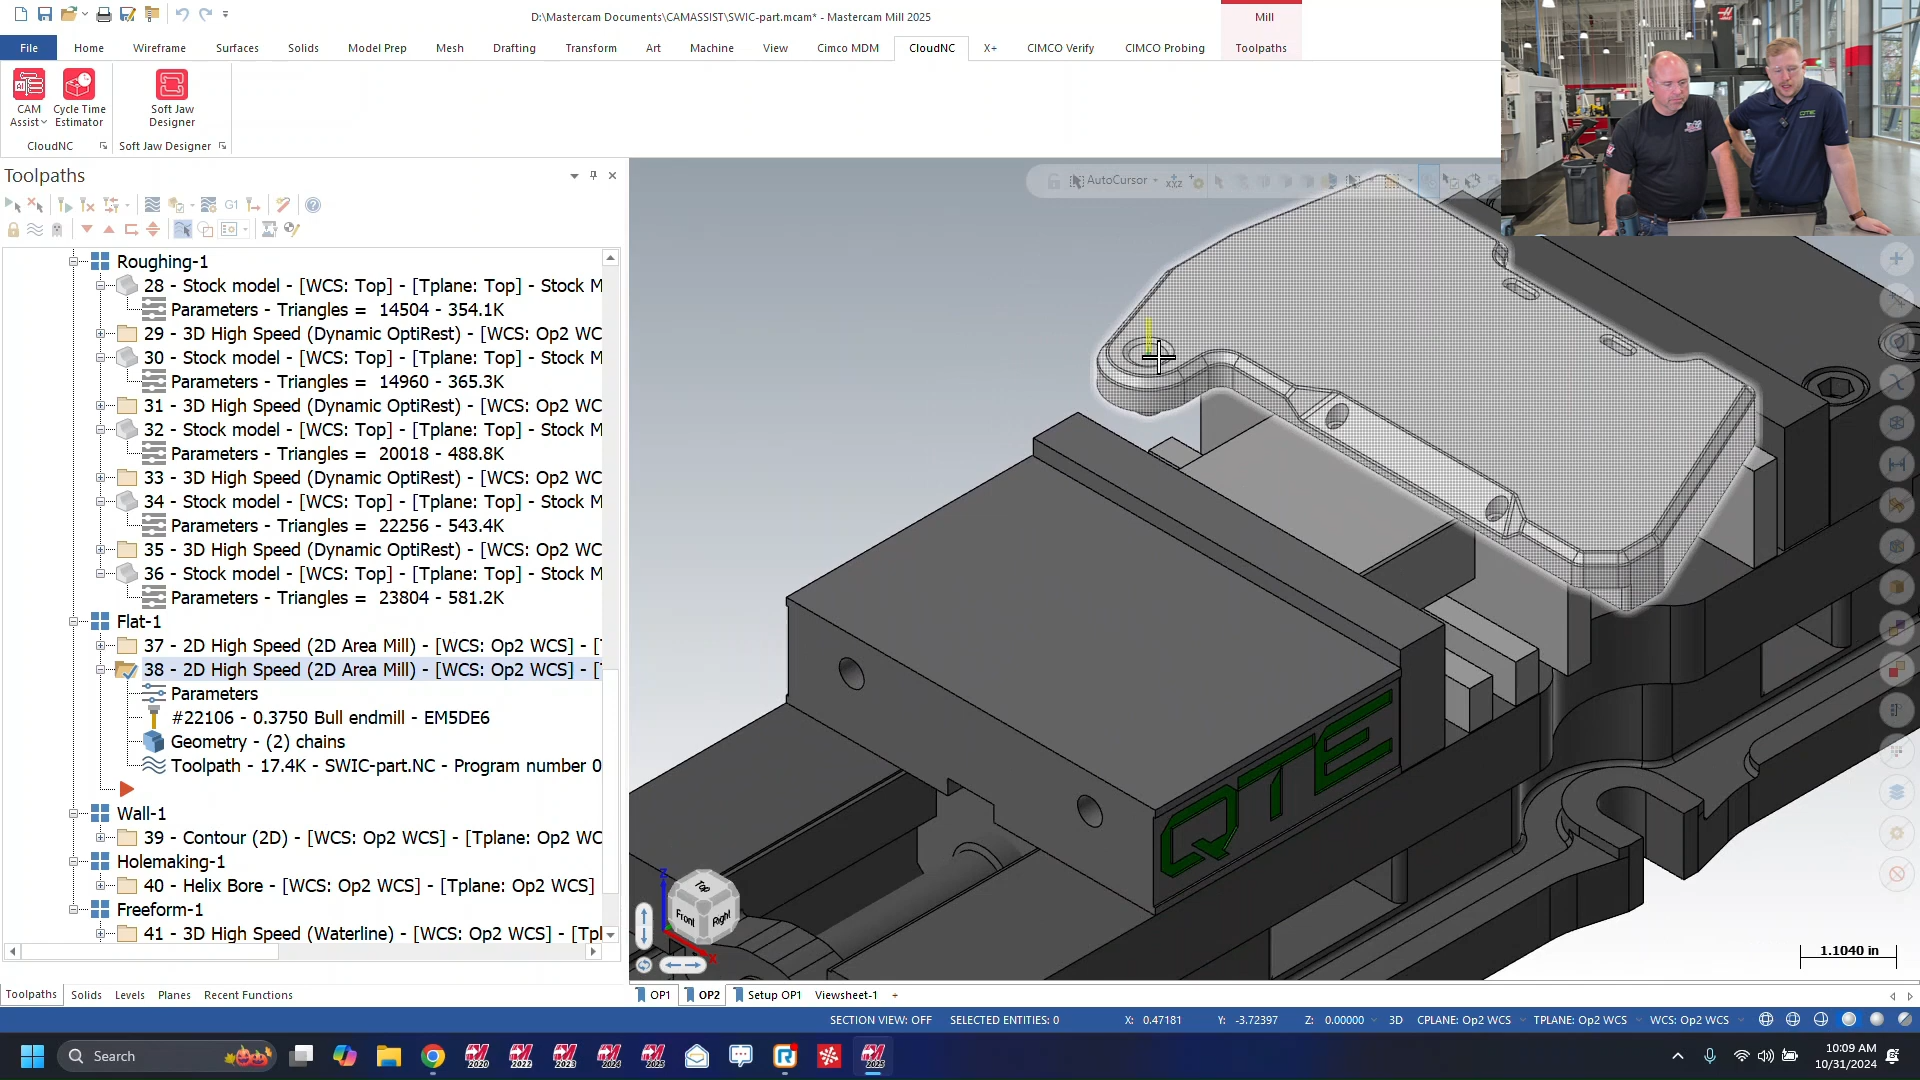 D:\Mastercam Documents\CAMASSIST\SWIC-part.mcam* - Mastercam Mill 2025
Mill
File Home Wireframe Surfaces Solids Model Prep Mesh Drafting Transform Art Machine View Cimco MDM CloudNC X+ CIMCO Verify CIMCO Probing Toolpaths
AI
CAM Assist
Cycle Time Estimator
Soft Jaw Designer
CloudNC
Soft Jaw Designer
Toolpaths
AutoCursor
G1
Roughing-1
28 - Stock model - [WCS: Top] - [Tplane: Top] - Stock M
Parameters - Triangles = 14504 - 354.1K
29 - 3D High Speed (Dynamic OptiRest) - [WCS: Op2 WC
30 - Stock model - [WCS: Top] - [Tplane: Top] - Stock M
Parameters - Triangles = 14960 - 365.3K
31 - 3D High Speed (Dynamic OptiRest) - [WCS: Op2 WC
32 - Stock model - [WCS: Top] - [Tplane: Top] - Stock M
Parameters - Triangles = 20018 - 488.8K
33 - 3D High Speed (Dynamic OptiRest) - [WCS: Op2 WC
34 - Stock model - [WCS: Top] - [Tplane: Top] - Stock M
Parameters - Triangles = 22256 - 543.4K
35 - 3D High Speed (Dynamic OptiRest) - [WCS: Op2 WC
36 - Stock model - [WCS: Top] - [Tplane: Top] - Stock M
Parameters - Triangles = 23804 - 581.2K
Flat-1
37 - 2D High Speed (2D Area Mill) - [WCS: Op2 WCS] - [
38 - 2D High Speed (2D Area Mill) - [WCS: Op2 WCS] - [
Parameters
#22106 - 0.3750 Bull endmill - EM5DE6
Geometry - (2) chains
Toolpath - 17.4K - SWIC-part.NC - Program number 0
Wall-1
39 - Contour (2D) - [WCS: Op2 WCS] - [Tplane: Op2 WC
Holemaking-1
40 - Helix Bore - [WCS: Op2 WCS] - [Tplane: Op2 WCS]
Freeform-1
41 - 3D High Speed (Waterline) - [WCS: Op2 WCS] - [Tpl
QTE
Top
Front
Right
Z
X
1.1040 in
Toolpaths Solids Levels Planes Recent Functions
OP1 OP2 Setup OP1 Viewsheet-1 +
SECTION VIEW: OFF SELECTED ENTITIES: 0 X: 0.47181 Y: -3.72397 Z: 0.00000 3D CPLANE: Op2 WCS TPLANE: Op2 WCS WCS: Op2 WCS
Search
2020
2022
2023
2024
2025
2025
10:09 AM
10/31/2024